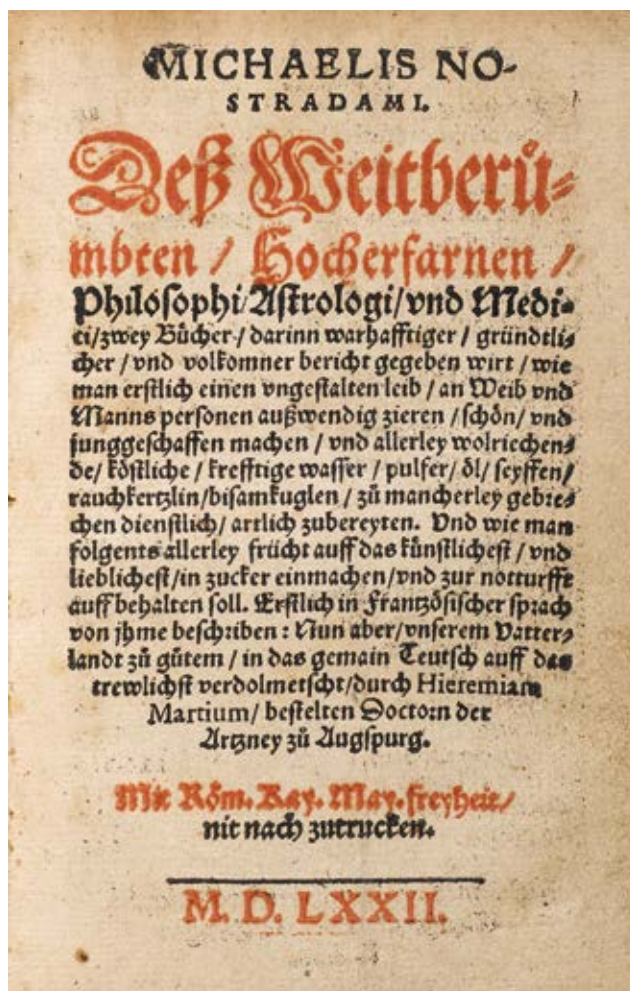 MICHAELIS NO-
STRADAMI.
Deß Weitberů-
mbten / Hocherfarnen /
Philosophi/Astrologi/vnd Medi-
ci/zwey Bücher / darinn warhafftiger / gründtli-
cher / vnd volkomner bericht gegeben wirt / wie
man erstlich einen vngestalten leib / an Weib vnd
Manns personen außwendig zieren / schön / vnd
junggeschaffen machen / vnd allerley wolriechen-
de / köstliche / krefftige wasser / pulfer / öl / seyffen /
rauchkertzlin/bisamkuglen / zů mancherley gebre-
chen dienstlich / artlich zubereyten. Vnd wie man
folgents allerley frücht auff das künstlichest / vnd
lieblichest/in zucker einmachen/vnd zur notturfft
auff behalten soll. Erstlich in Frantzösischer sprach
von jhme beschriben : Nun aber/vnserem Vatter-
landt zů gůtem / in das gemain Teutsch auff das
trewlichst verdolmetscht/durch Hieremiam
Martium / bestelten Doctorn der
Artzney zů Augspurg.
Mit Röm. Kay. May. freyheit /
nit nach zutrucken.
M. D. LXXII.